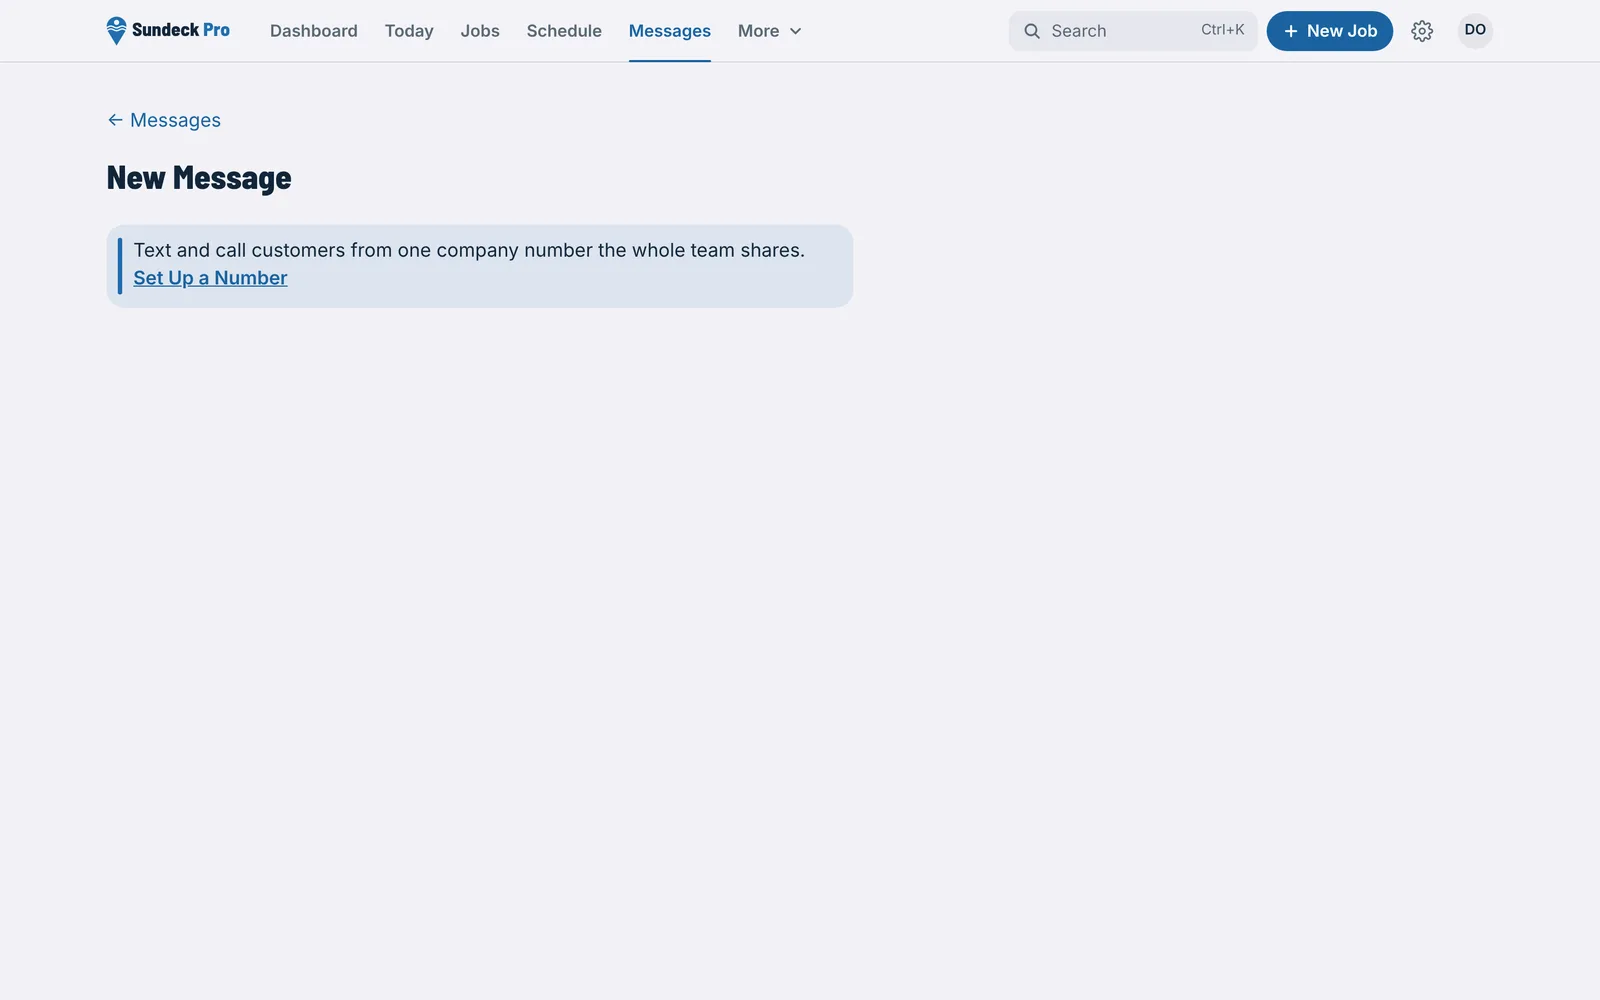 Sundeck Pro
Dashboard
Today
Jobs
Schedule
Messages
More
Search
Ctrl+K
+ New Job
DO
← Messages
New Message
Text and call customers from one company number the whole team shares.
Set Up a Number